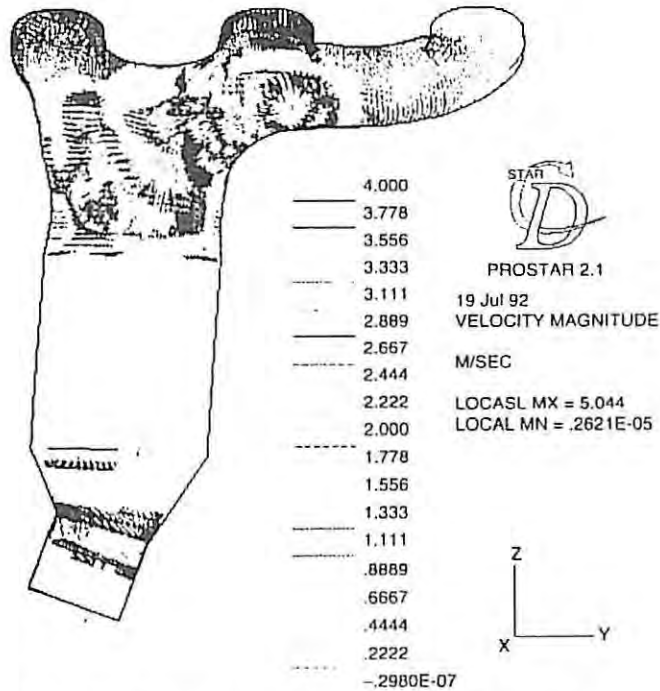 4.000
3.778
3.556
3.333
3.111
2.889
2.667
2.444
2.222
2.000
1.778
1.556
1.333
1.111
.8889
.6667
.4444
.2222
-.2980E-07
STAR
CD
PROSTAR 2.1
19 Jul 92
VELOCITY MAGNITUDE
M/SEC
LOCASL MX = 5.044
LOCAL MN = .2621E-05
Z
X
Y